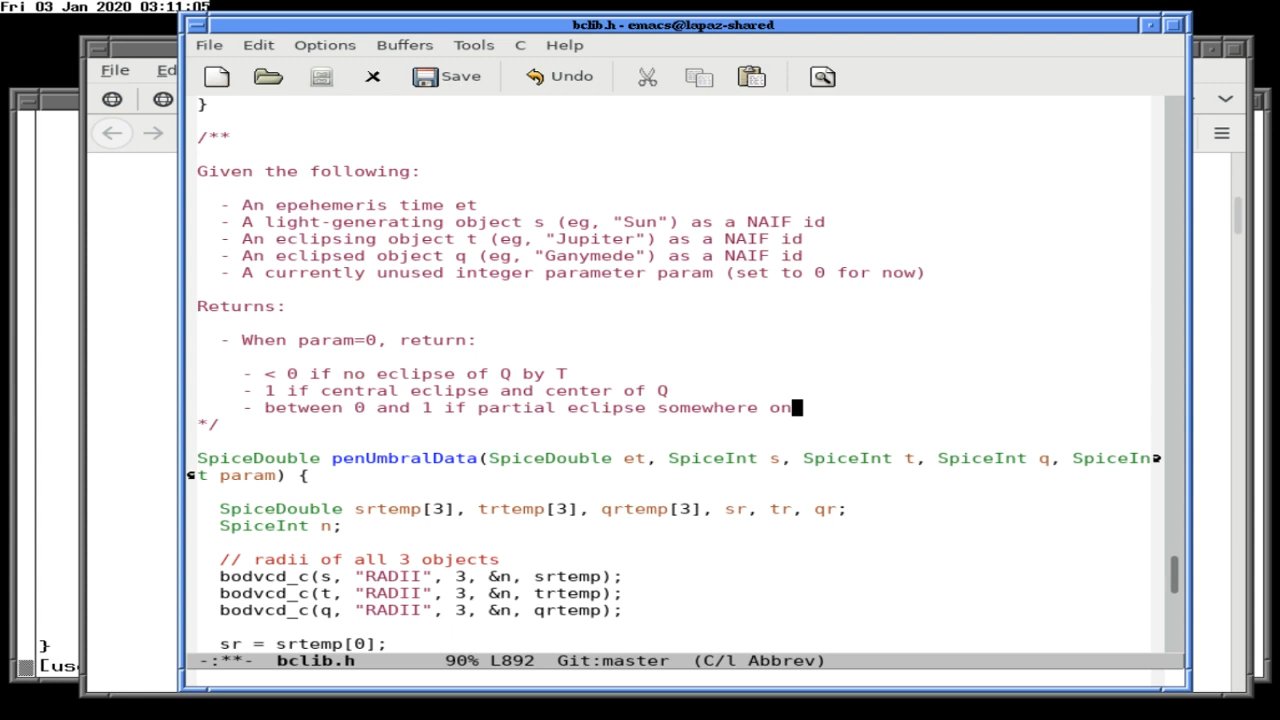 Fri 03 Jan 2020 03:11:05
bclib.h - emacs@lapaz-shared
File Ed
File Edit Options Buffers Tools C Help
Save Undo
}
/**
Given the following:
- An epehemeris time et
- A light-generating object s (eg, "Sun") as a NAIF id
- An eclipsing object t (eg, "Jupiter") as a NAIF id
- An eclipsed object q (eg, "Ganymede") as a NAIF id
- A currently unused integer parameter param (set to 0 for now)
Returns:
- When param=0, return:
- < 0 if no eclipse of Q by T
- 1 if central eclipse and center of Q
- between 0 and 1 if partial eclipse somewhere on
*/
SpiceDouble penUmbralData(SpiceDouble et, SpiceInt s, SpiceInt t, SpiceInt q, SpiceIn
t param) {
SpiceDouble srtemp[3], trtemp[3], qrtemp[3], sr, tr, qr;
SpiceInt n;
// radii of all 3 objects
bodvcd_c(s, "RADII", 3, &n, srtemp);
bodvcd_c(t, "RADII", 3, &n, trtemp);
bodvcd_c(q, "RADII", 3, &n, qrtemp);
sr = srtemp[0];
}
[use
-:**- bclib.h 90% L892 Git:master (C/l Abbrev)